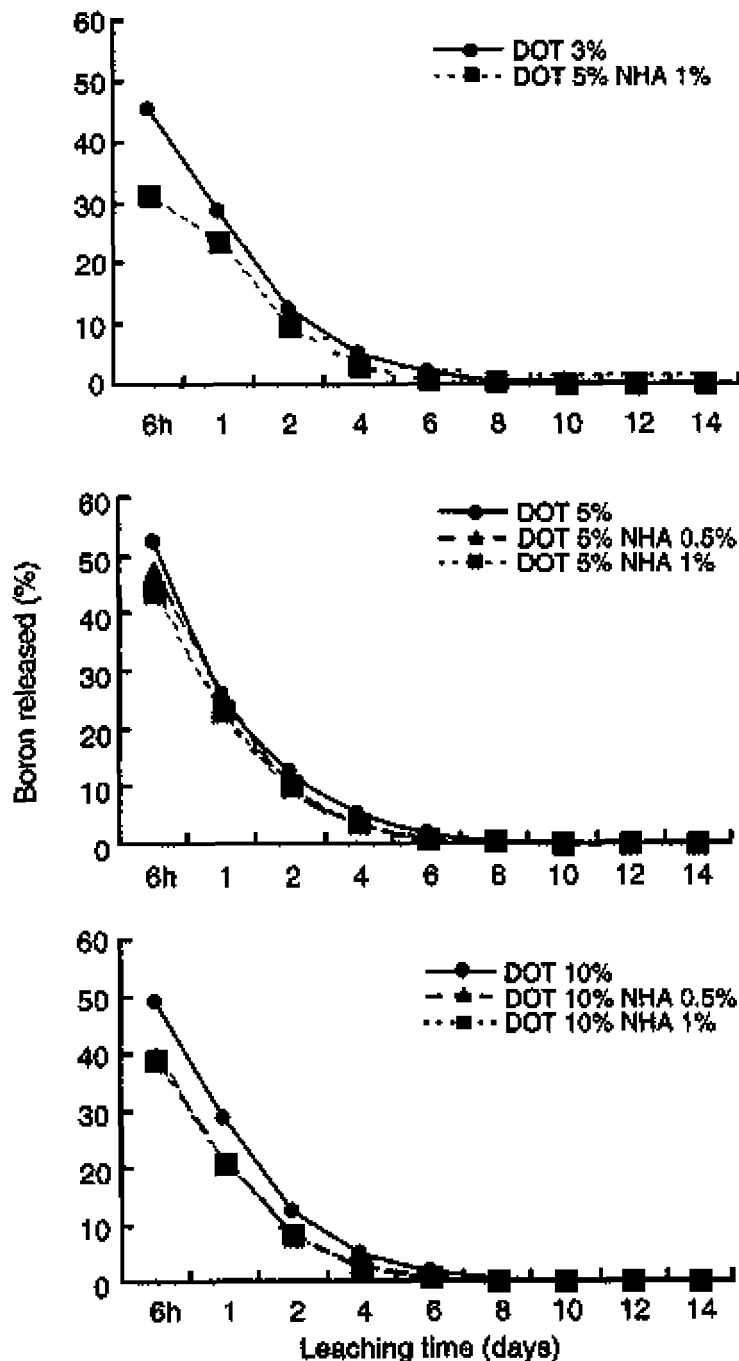 60
50
40
30
20
10
0
DOT 3%
DOT 5% NHA 1%
6h 1 2 4 6 8 10 12 14
Boron released (%)
60
50
40
30
20
10
0
DOT 5%
DOT 5% NHA 0.5%
DOT 5% NHA 1%
6h 1 2 4 6 8 10 12 14
60
50
40
30
20
10
0
DOT 10%
DOT 10% NHA 0.5%
DOT 10% NHA 1%
6h 1 2 4 6 8 10 12 14
Leaching time (days)